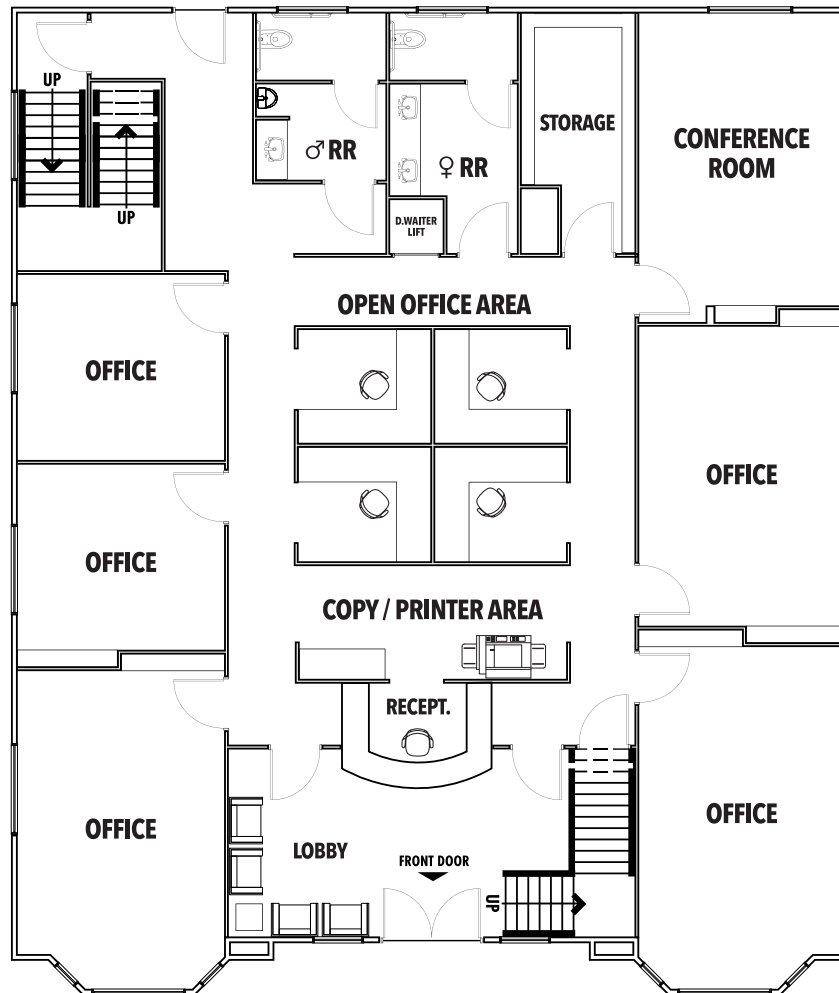 UP
UP
♂ RR
♀ RR
D.WAITER
LIFT
STORAGE
CONFERENCE
ROOM
OPEN OFFICE AREA
OFFICE
OFFICE
OFFICE
COPY / PRINTER AREA
RECEPT.
OFFICE
LOBBY
FRONT DOOR
UP
OFFICE